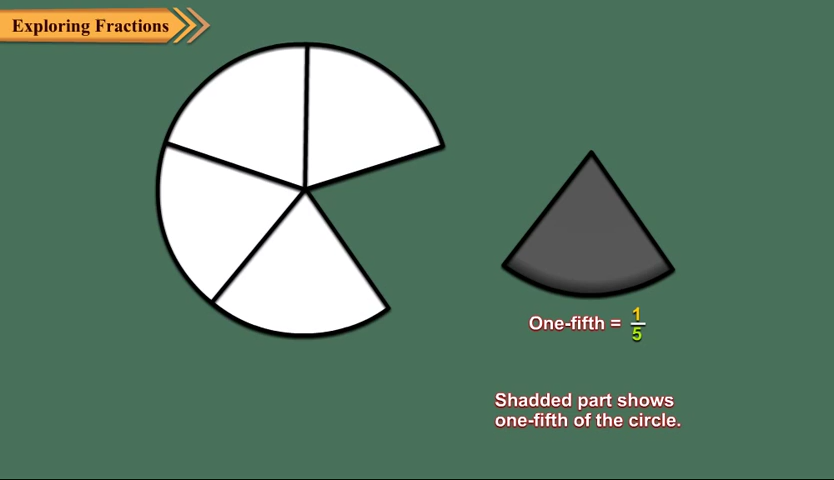 Exploring Fractions
One-fifth = 1/5
Shadded part shows
one-fifth of the circle.